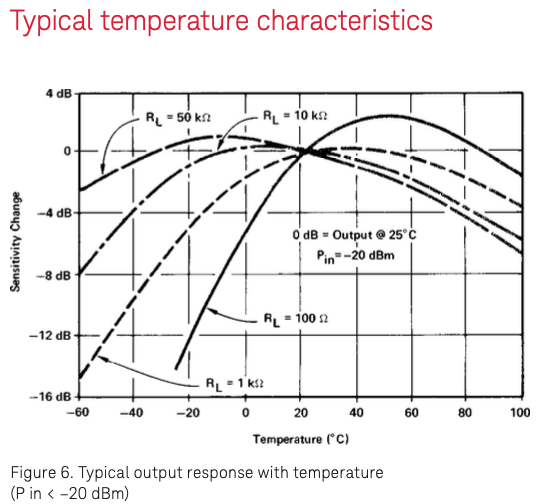 Typical temperature characteristics
4 dB
R_L = 50 kΩ
R_L = 10 kΩ
0
Sensitivity Change
-4 dB
0 dB = Output @ 25°C
Pin=-20 dBm
-8 dB
R_L = 100 Ω
-12 dB
R_L = 1 kΩ
-16 dB
-60 -40 -20 0 20 40 60 80 100
Temperature (°C)
Figure 6. Typical output response with temperature
(P in < -20 dBm)